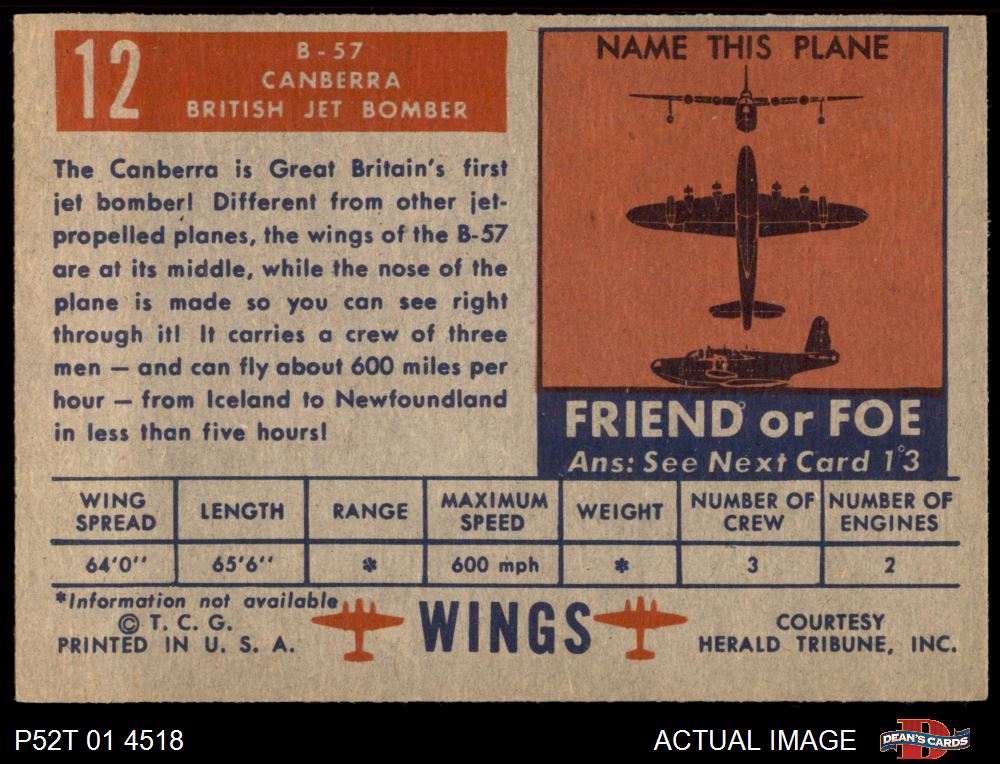 12
B-57
CANBERRA
BRITISH JET BOMBER
The Canberra is Great Britain's first
jet bomber! Different from other jet-
propelled planes, the wings of the B-57
are at its middle, while the nose of the
plane is made so you can see right
through it! It carries a crew of three
men — and can fly about 600 miles per
hour — from Iceland to Newfoundland
in less than five hours!
NAME THIS PLANE
FRIEND or FOE
Ans: See Next Card 13
WING SPREAD LENGTH RANGE MAXIMUM SPEED WEIGHT NUMBER OF CREW NUMBER OF ENGINES
64'0" 65'6" * 600 mph * 3 2
*Information not available
© T. C. G.
PRINTED IN U. S. A.
WINGS
COURTESY
HERALD TRIBUNE, INC.
P52T 01 4518
ACTUAL IMAGE
D
DEAN'S CARDS